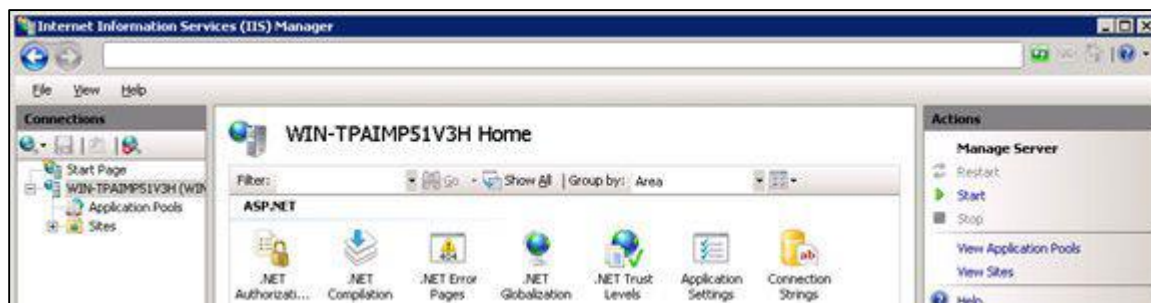 Internet Information Services (IIS) Manager
File View Help
Connections
Start Page
WIN-TPAIMP51V3H (WIN
Application Pools
Sites
WIN-TPAIMP51V3H Home
Filter: Go Show All Group by: Area
ASP.NET
.NET Authorizati...
.NET Compilation
.NET Error Pages
.NET Globalization
.NET Trust Levels
Application Settings
Connection Strings
Actions
Manage Server
Restart
Start
Stop
View Application Pools
View Sites
Help